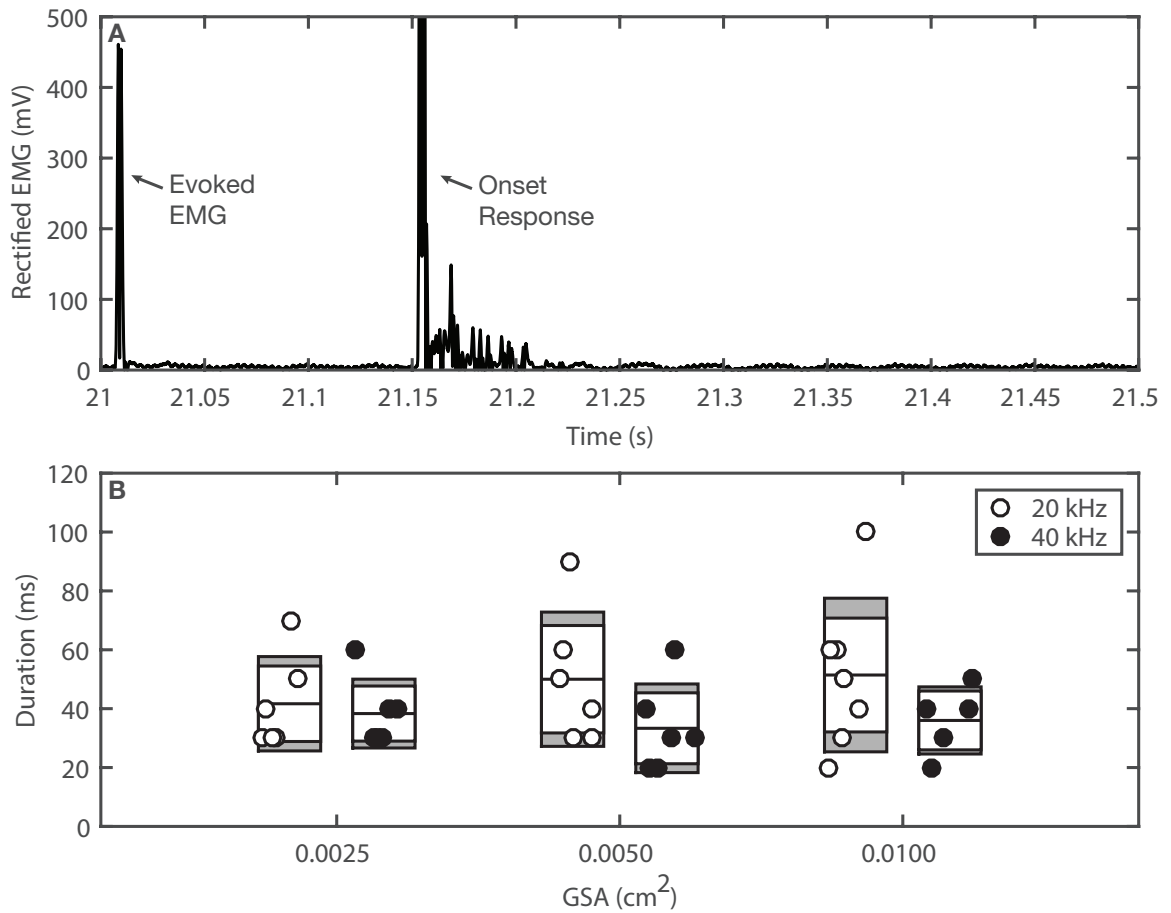 A
500
400
300
200
100
0
Rectified EMG (mV)
Evoked
EMG
Onset
Response
21 21.05 21.1 21.15 21.2 21.25 21.3 21.35 21.4 21.45 21.5
Time (s)
B
120
100
80
60
40
20
0
Duration (ms)
20 kHz
40 kHz
0.0025 0.0050 0.0100
GSA (cm²)